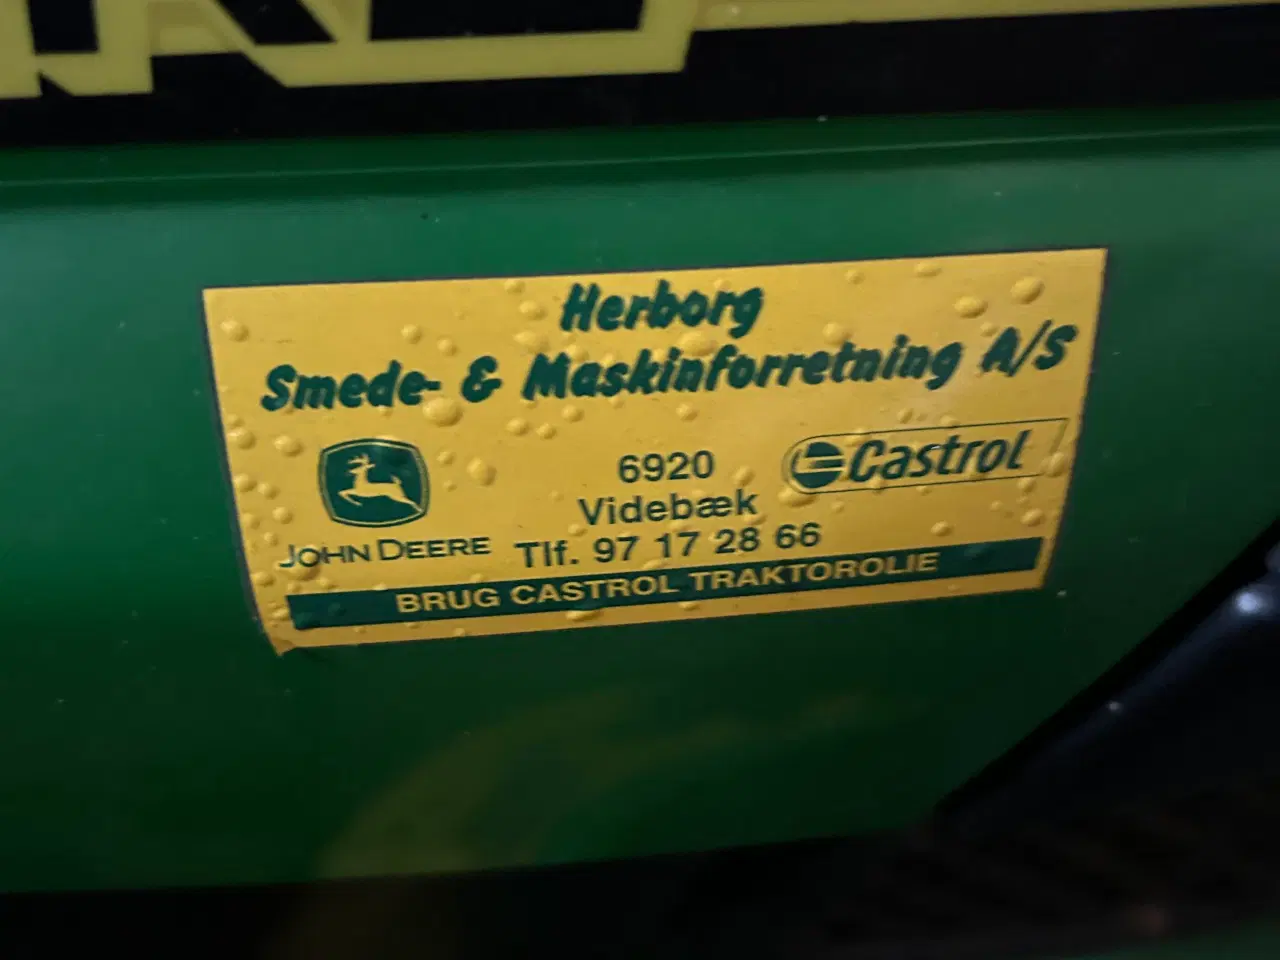 Herborg
Smede- & Maskinforretning A/S
Castrol
6920
Videbæk
JOHN DEERE
Tlf. 97 17 28 66
BRUG CASTROL TRAKTOROLIE